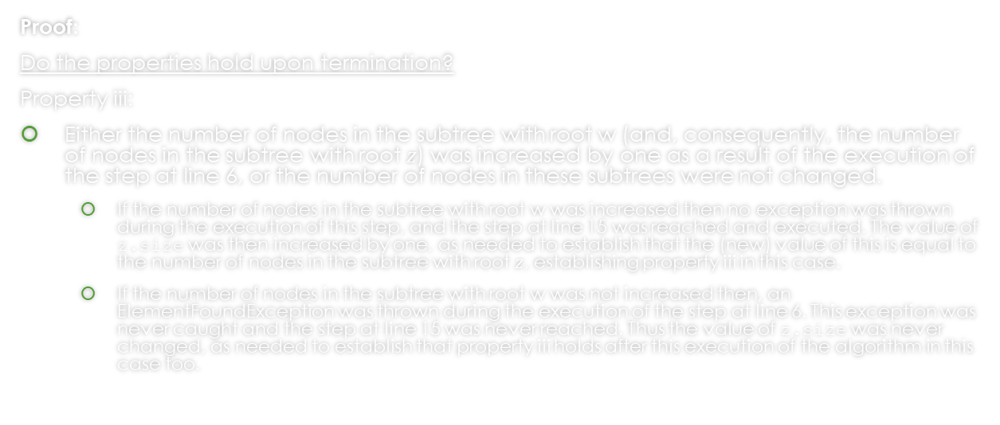 Proof:
Do the properties hold upon termination?
Property iii:
Either the number of nodes in the subtree with root w (and, consequently, the number
of nodes in the subtree with root z) was increased by one as a result of the execution of
the step at line 6, or the number of nodes in these subtrees were not changed.
If the number of nodes in the subtree with root w was increased then no exception was thrown
during the execution of this step, and the step at line 15 was reached and executed. The value of
z.size was then increased by one, as needed to establish that the (new) value of this is equal to
the number of nodes in the subtree with root z, establishing property iii in this case.
If the number of nodes in the subtree with root w was not increased then, an
ElementFoundException was thrown during the execution of the step at line 6. This exception was
never caught and the step at line 15 was never reached. Thus the value of z.size was never
changed, as needed to establish that property iii holds after this execution of the algorithm in this
case too.